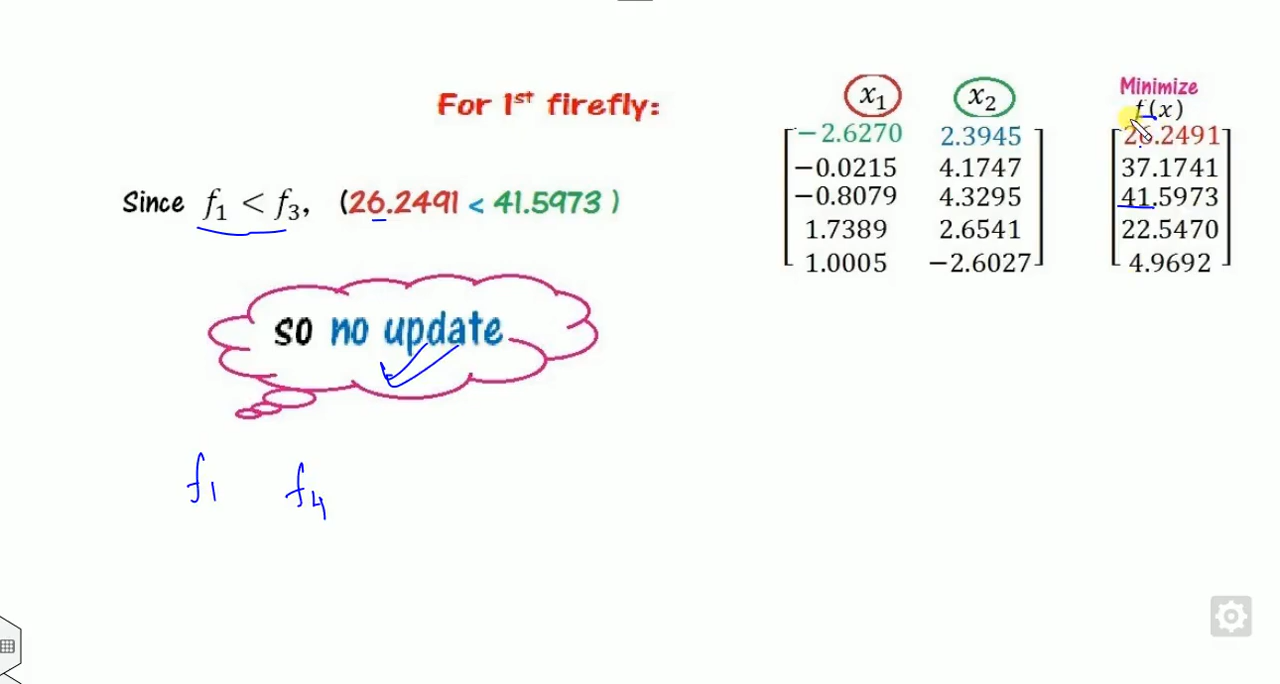 For 1st firefly:
Since f₁ < f₃, (26.2491 < 41.5973 )
so no update
f₁ f₄
x₁ x₂
−2.6270 2.3945
−0.0215 4.1747
−0.8079 4.3295
1.7389 2.6541
1.0005 −2.6027
Minimize
f(x)
26.2491
37.1741
41.5973
22.5470
4.9692